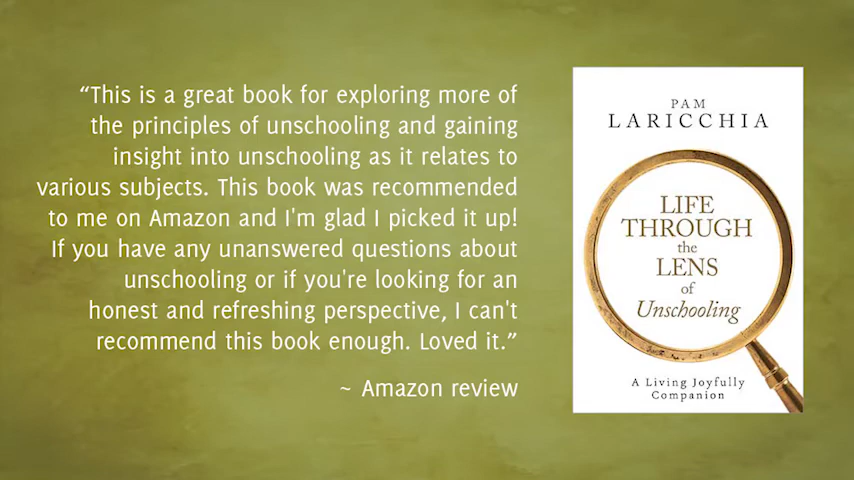 “This is a great book for exploring more of
the principles of unschooling and gaining
insight into unschooling as it relates to
various subjects. This book was recommended
to me on Amazon and I'm glad I picked it up!
If you have any unanswered questions about
unschooling or if you're looking for an
honest and refreshing perspective, I can't
recommend this book enough. Loved it.”
~ Amazon review
PAM
LARICCHIA
LIFE
THROUGH
the
LENS
of
Unschooling
A Living Joyfully
Companion